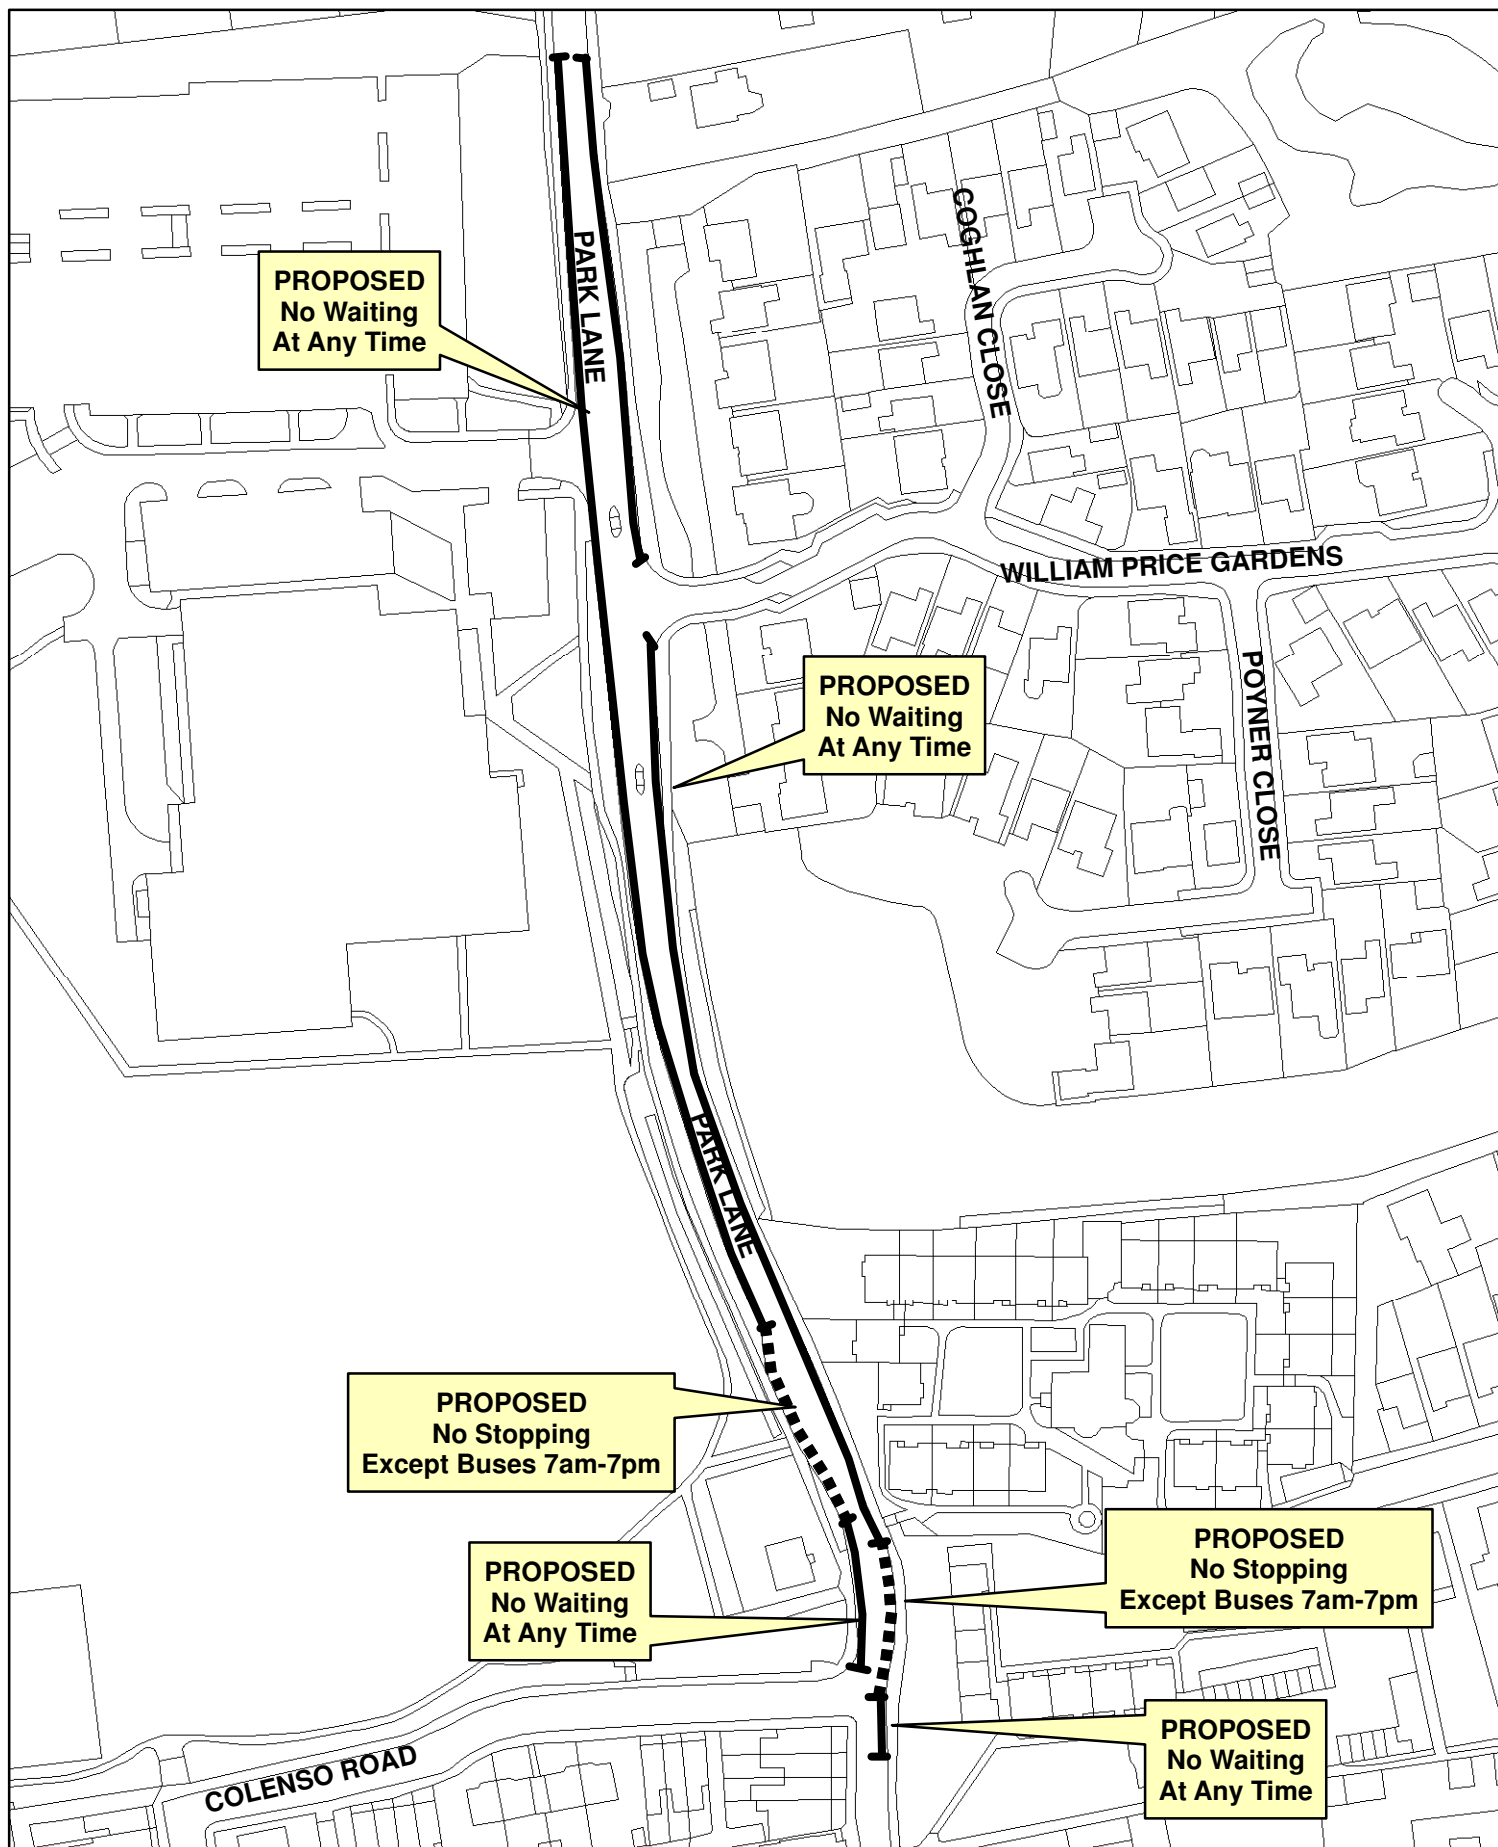 COGHLAN CLOSE
PARK LANE
PROPOSED
No Waiting
At Any Time
WILLIAM PRICE GARDENS
POYNER CLOSE
PROPOSED
No Waiting
At Any Time
PARK LANE
PROPOSED
No Stopping
Except Buses 7am-7pm
PROPOSED
No Stopping
Except Buses 7am-7pm
PROPOSED
No Waiting
At Any Time
PROPOSED
No Waiting
At Any Time
COLENSO ROAD